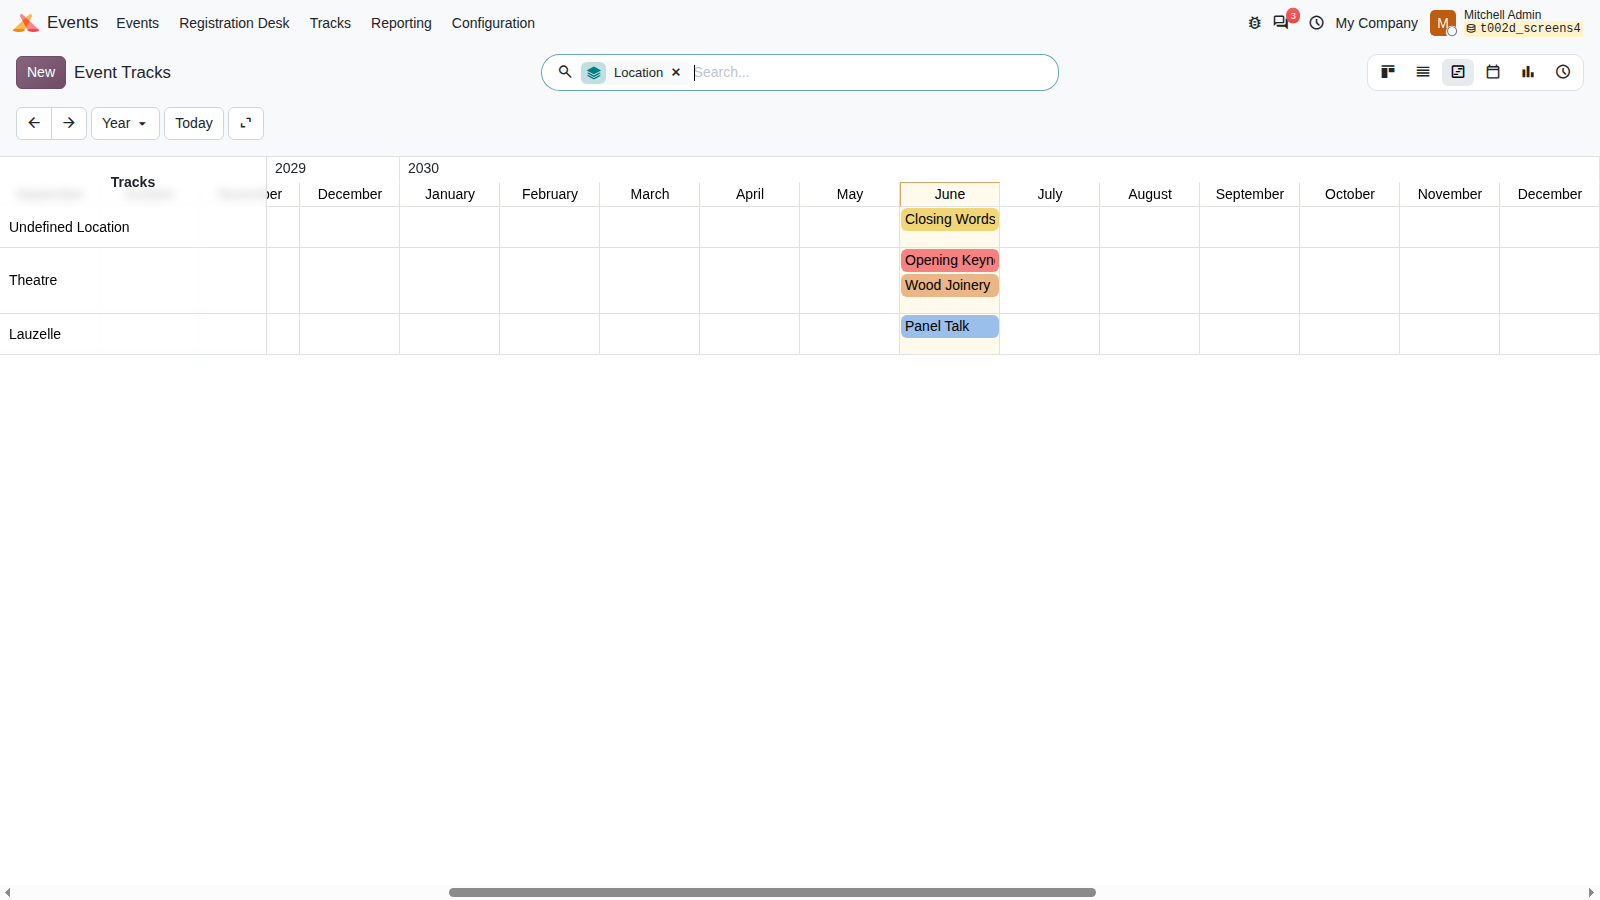 Events Events Registration Desk Tracks Reporting Configuration 3 My Company M Mitchell Admin
t002d_screens4
New Event Tracks Location × Search...
Year Today
Tracks 2029 2030
December January February March April May June July August September October November December
Undefined Location Closing Words
Theatre Opening Keyn
Wood Joinery
Lauzelle Panel Talk